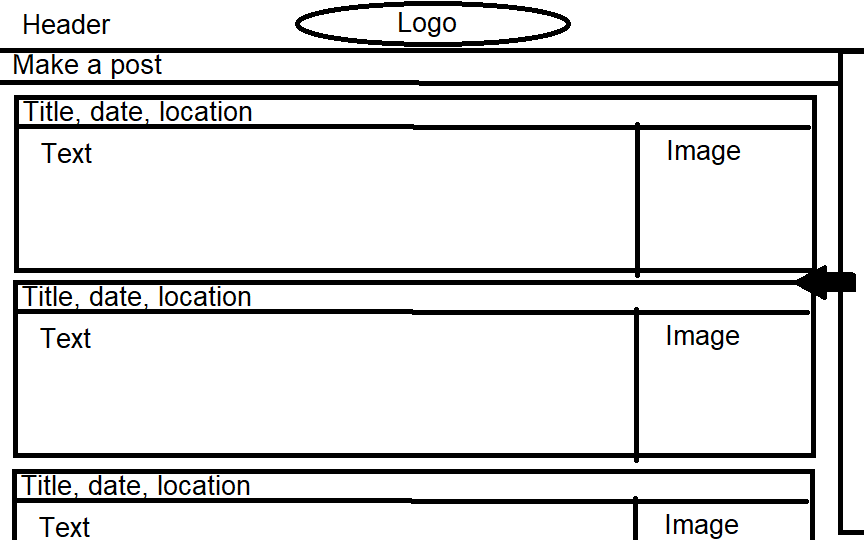 Header
Logo
Make a post
Title, date, location
Text
Image
Title, date, location
Text
Image
Title, date, location
Text
Image